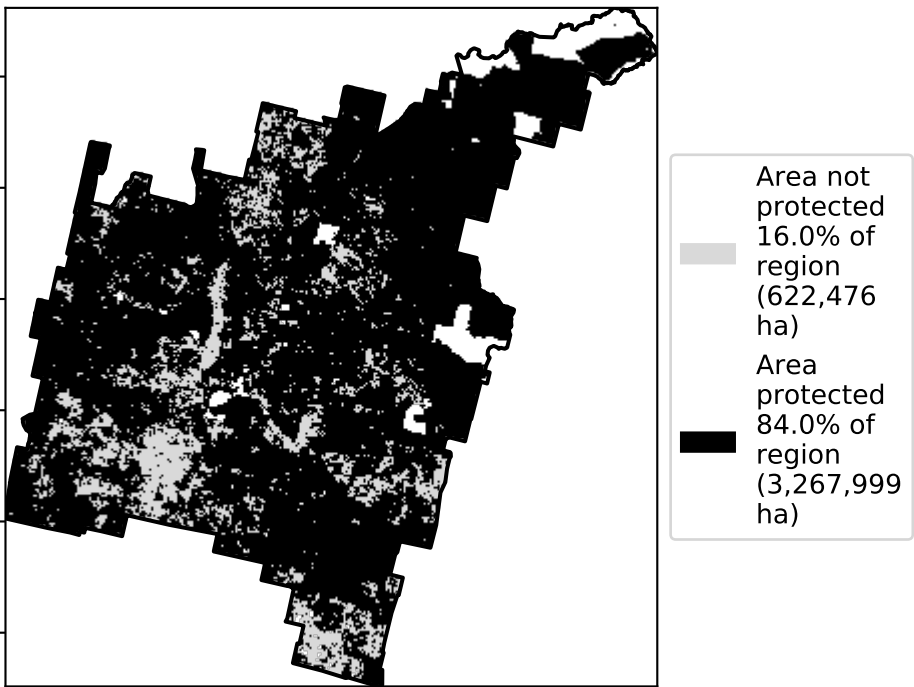 Area not
protected
16.0% of
region
(622,476
ha)
Area
protected
84.0% of
region
(3,267,999
ha)